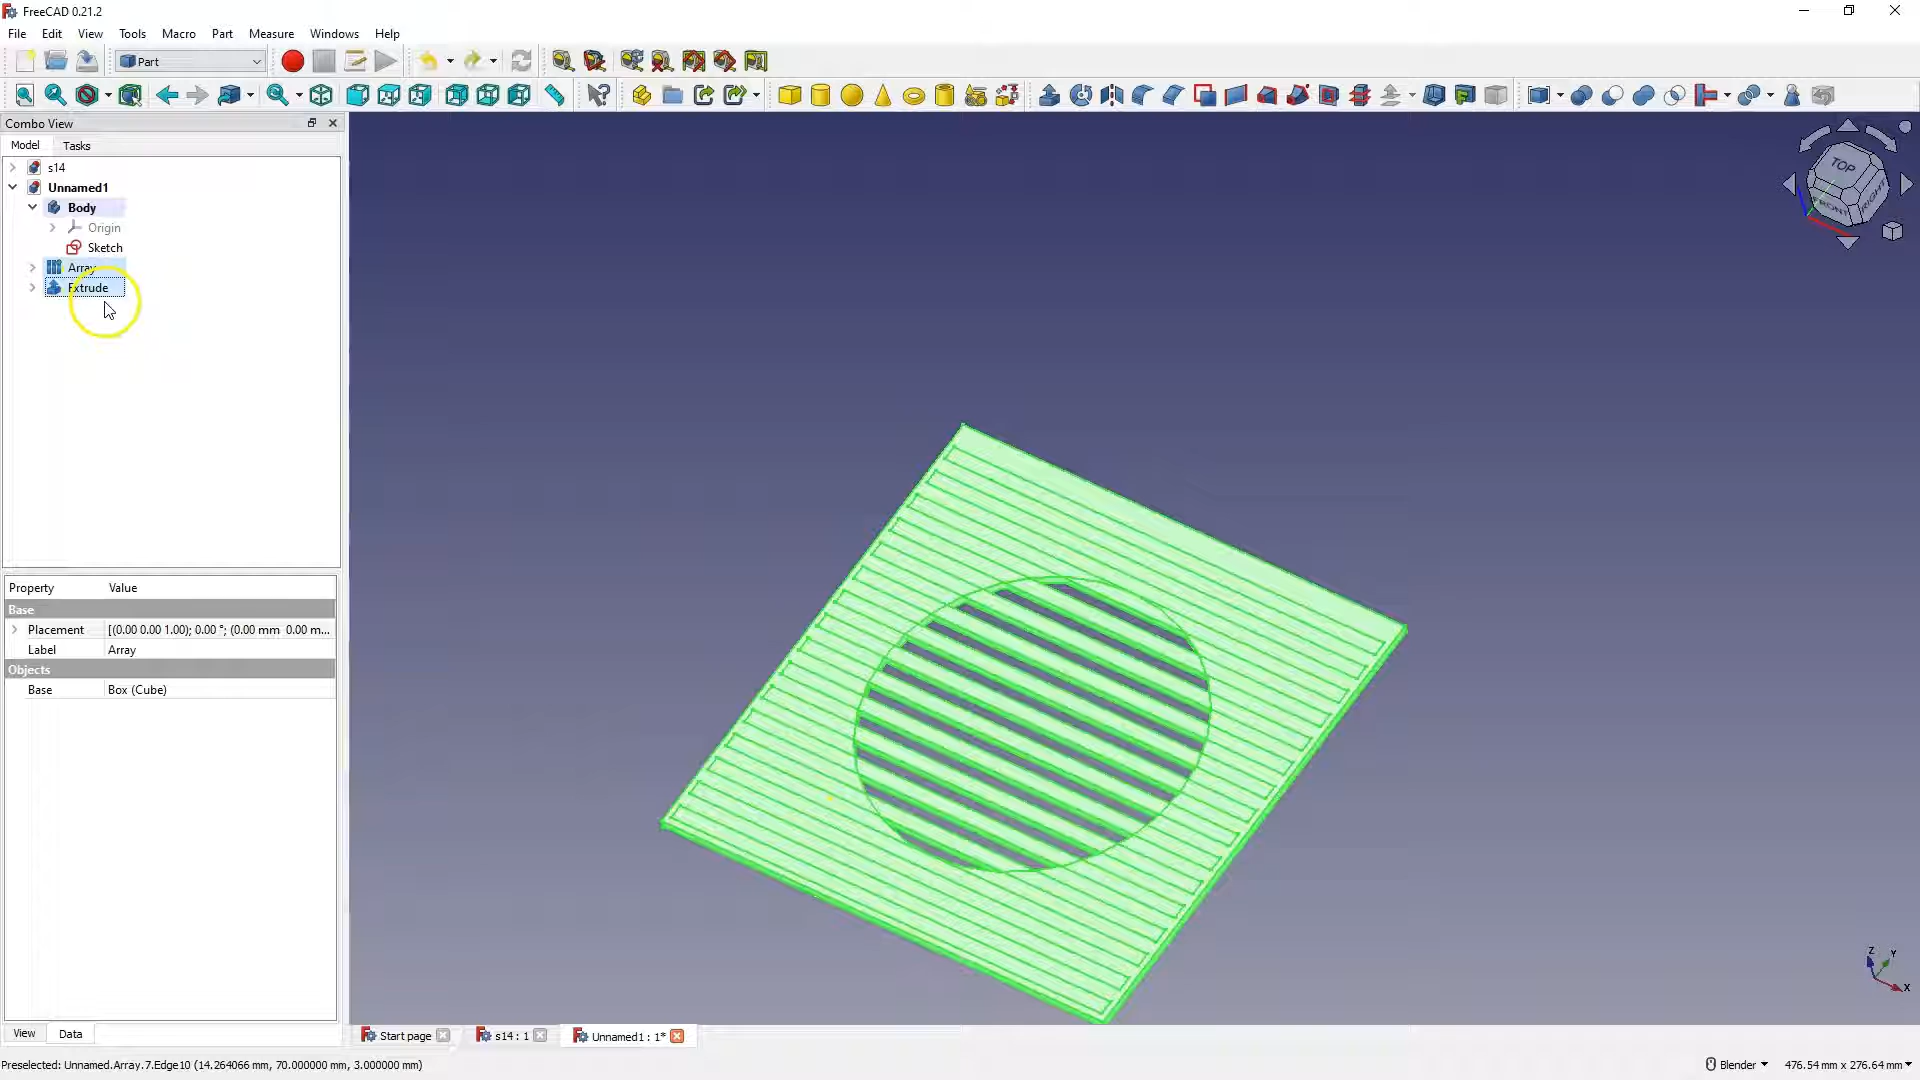 FreeCAD 0.21.2
File Edit View Tools Macro Part Measure Windows Help
Part
Combo View
Model Tasks
s14
Unnamed1
Body
Origin
Sketch
Array
Extrude
Property Value
Base
Placement [(0.00 0.00 1.00); 0.00 °; (0.00 mm 0.00 m...
Label Array
Objects
Base Box (Cube)
View Data
TOP
FRONT
RIGHT
Z
Y
X
Start page s14 : 1 Unnamed1 : 1*
Preselected: Unnamed.Array.7.Edge10 (14.264066 mm, 70.000000 mm, 3.000000 mm)
Blender 476.54 mm x 276.64 mm